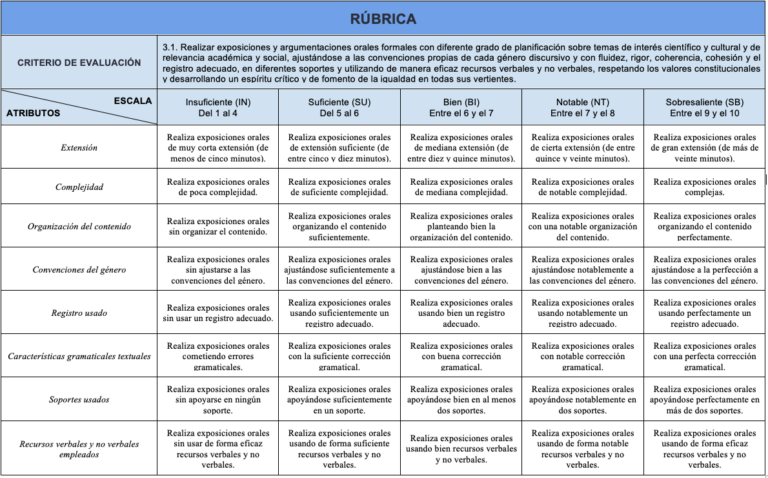 RÚBRICA
CRITERIO DE EVALUACIÓN
3.1. Realizar exposiciones y argumentaciones orales formales con diferente grado de planificación sobre temas de interés científico y cultural y de
relevancia académica y social, ajustándose a las convenciones propias de cada género discursivo y con fluidez, rigor, coherencia, cohesión y el
registro adecuado, en diferentes soportes y utilizando de manera eficaz recursos verbales y no verbales, respetando los valores constitucionales
y desarrollando un espíritu crítico y de fomento de la igualdad en todas sus vertientes.
ESCALA
ATRIBUTOS
Insuficiente (IN)
Del 1 al 4
Suficiente (SU)
Del 5 al 6
Bien (BI)
Entre el 6 y el 7
Notable (NT)
Entre el 7 y el 8
Sobresaliente (SB)
Entre el 9 y el 10
Extensión
Realiza exposiciones orales
de muy corta extensión (de
menos de cinco minutos).
Realiza exposiciones orales
de extensión suficiente (de
entre cinco y diez minutos).
Realiza exposiciones orales
de mediana extensión (de
entre diez y quince minutos).
Realiza exposiciones orales
de cierta extensión (de entre
quince y veinte minutos).
Realiza exposiciones orales
de gran extensión (de más de
veinte minutos).
Complejidad
Realiza exposiciones orales
de poca complejidad.
Realiza exposiciones orales
de suficiente complejidad.
Realiza exposiciones orales
de mediana complejidad.
Realiza exposiciones orales
de notable complejidad.
Realiza exposiciones orales
complejas.
Organización del contenido
Realiza exposiciones orales
sin organizar el contenido.
Realiza exposiciones orales
organizando el contenido
suficientemente.
Realiza exposiciones orales
planteando bien la
organización del contenido.
Realiza exposiciones orales
con una notable organización
del contenido.
Realiza exposiciones orales
organizando el contenido
perfectamente.
Convenciones del género
Realiza exposiciones orales
sin ajustarse a las
convenciones del género.
Realiza exposiciones orales
ajustándose suficientemente a
las convenciones del género.
Realiza exposiciones orales
ajustándose bien a las
convenciones del género.
Realiza exposiciones orales
ajustándose notablemente a
las convenciones del género.
Realiza exposiciones orales
ajustándose a la perfección a
las convenciones del género.
Registro usado
Realiza exposiciones orales
sin usar un registro adecuado.
Realiza exposiciones orales
usando suficientemente un
registro adecuado.
Realiza exposiciones orales
usando bien un registro
adecuado.
Realiza exposiciones orales
usando notablemente un
registro adecuado.
Realiza exposiciones orales
usando perfectamente un
registro adecuado.
Características gramaticales textuales
Realiza exposiciones orales
cometiendo errores
gramaticales.
Realiza exposiciones orales
con la suficiente corrección
gramatical.
Realiza exposiciones orales
con buena corrección
gramatical.
Realiza exposiciones orales
con notable corrección
gramatical.
Realiza exposiciones orales
con una perfecta corrección
gramatical.
Soportes usados
Realiza exposiciones orales
sin apoyarse en ningún
soporte.
Realiza exposiciones orales
apoyándose suficientemente
en un soporte.
Realiza exposiciones orales
apoyándose bien en al menos
dos soportes.
Realiza exposiciones orales
apoyándose notablemente en
dos soportes.
Realiza exposiciones orales
apoyándose perfectamente en
más de dos soportes.
Recursos verbales y no verbales
empleados
Realiza exposiciones orales
sin usar de forma eficaz
recursos verbales y no
verbales.
Realiza exposiciones orales
usando de forma suficiente
recursos verbales y no
verbales.
Realiza exposiciones orales
usando bien recursos verbales
y no verbales.
Realiza exposiciones orales
usando de forma notable
recursos verbales y no
verbales.
Realiza exposiciones orales
usando de forma eficaz
recursos verbales y no
verbales.